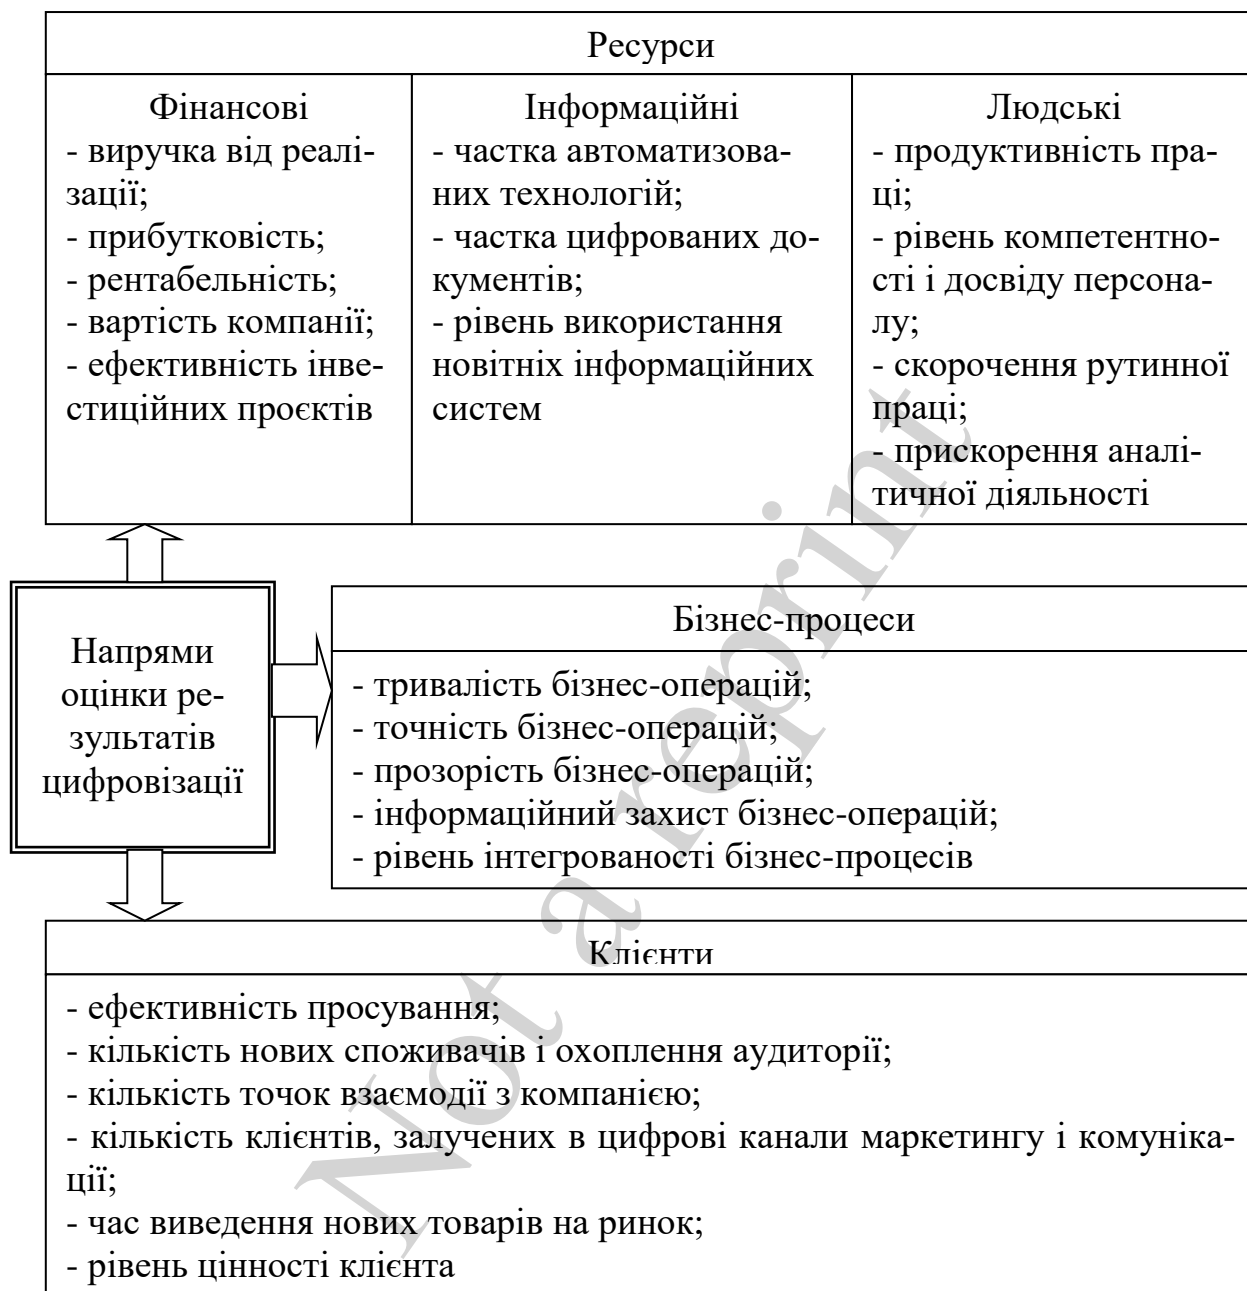 Ресурси
Фінансові
- виручка від реалі-
зації;
- прибутковість;
- рентабельність;
- вартість компанії;
- ефективність інве-
стиційних проєктів
Інформаційні
- частка автоматизова-
них технологій;
- частка цифрованих до-
кументів;
- рівень використання
новітніх інформаційних
систем
Людські
- продуктивність пра-
ці;
- рівень компетентно-
сті і досвіду персона-
лу;
- скорочення рутинної
праці;
- прискорення аналі-
тичної діяльності
Напрями
оцінки ре-
зультатів
цифровізації
Бізнес-процеси
- тривалість бізнес-операцій;
- точність бізнес-операцій;
- прозорість бізнес-операцій;
- інформаційний захист бізнес-операцій;
- рівень інтегрованості бізнес-процесів
Клієнти
- ефективність просування;
- кількість нових споживачів і охоплення аудиторії;
- кількість точок взаємодії з компанією;
- кількість клієнтів, залучених в цифрові канали маркетингу і комуніка-
ції;
- час виведення нових товарів на ринок;
- рівень цінності клієнта
Not a reprint